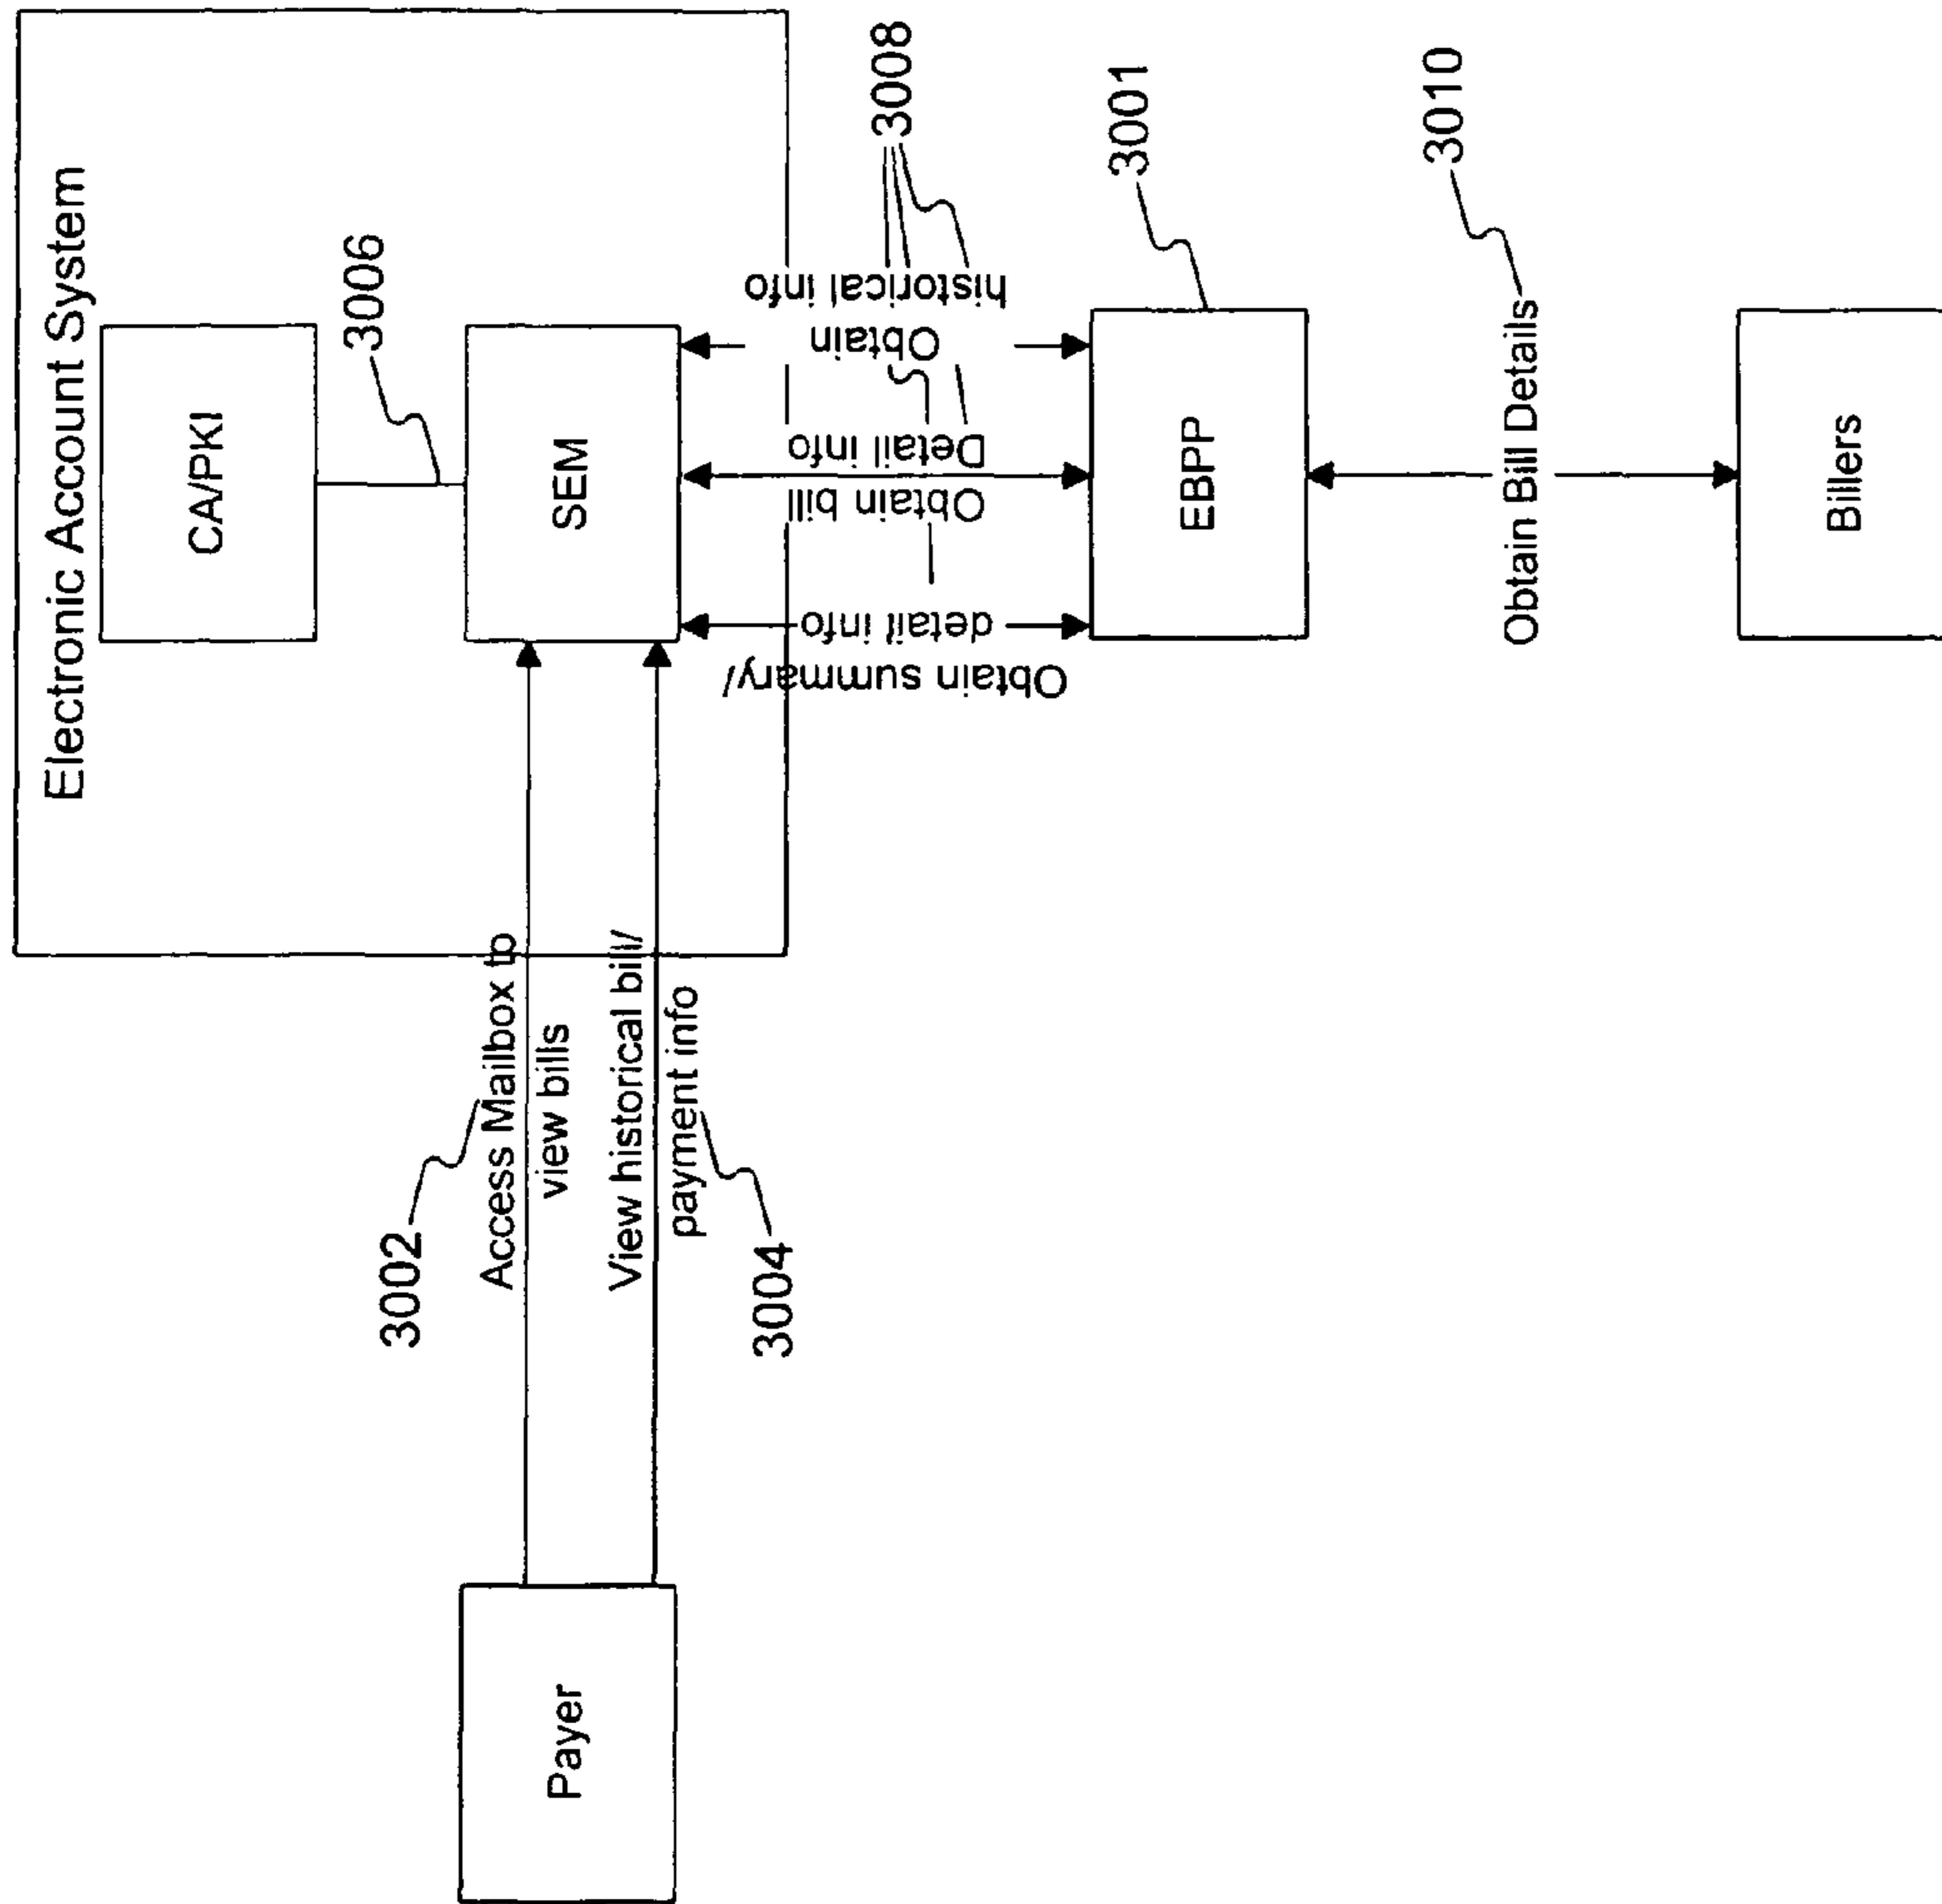 Electronic Account System
CA/PKI
3006
SEM
3002
Access Mailbox to
view bills
View historical bill/
payment info
3004
Payer
Obtain summary/
detail info
Obtain bill
Detail info
Obtain
historical info
3008
EBPP
3001
Obtain Bill Details
3010
Billers